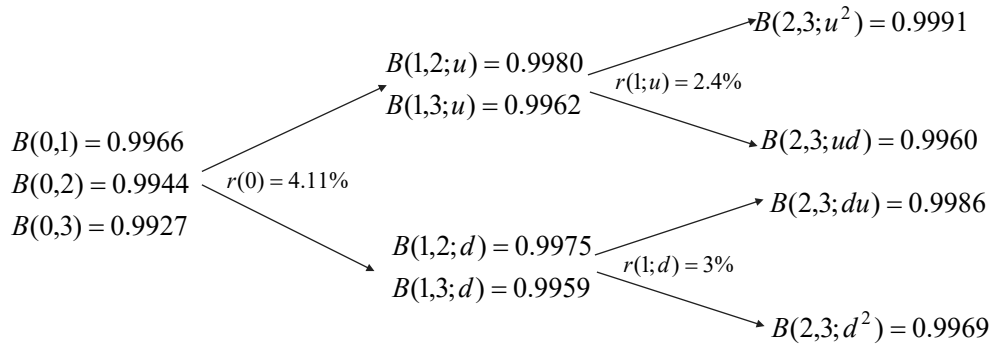 B(2,3;u²) = 0.9991
B(1,2;u) = 0.9980
r(1;u) = 2.4%
B(1,3;u) = 0.9962
B(0,1) = 0.9966
B(2,3;ud) = 0.9960
B(0,2) = 0.9944
r(0) = 4.11%
B(2,3;du) = 0.9986
B(0,3) = 0.9927
B(1,2;d) = 0.9975
r(1;d) = 3%
B(1,3;d) = 0.9959
B(2,3;d²) = 0.9969